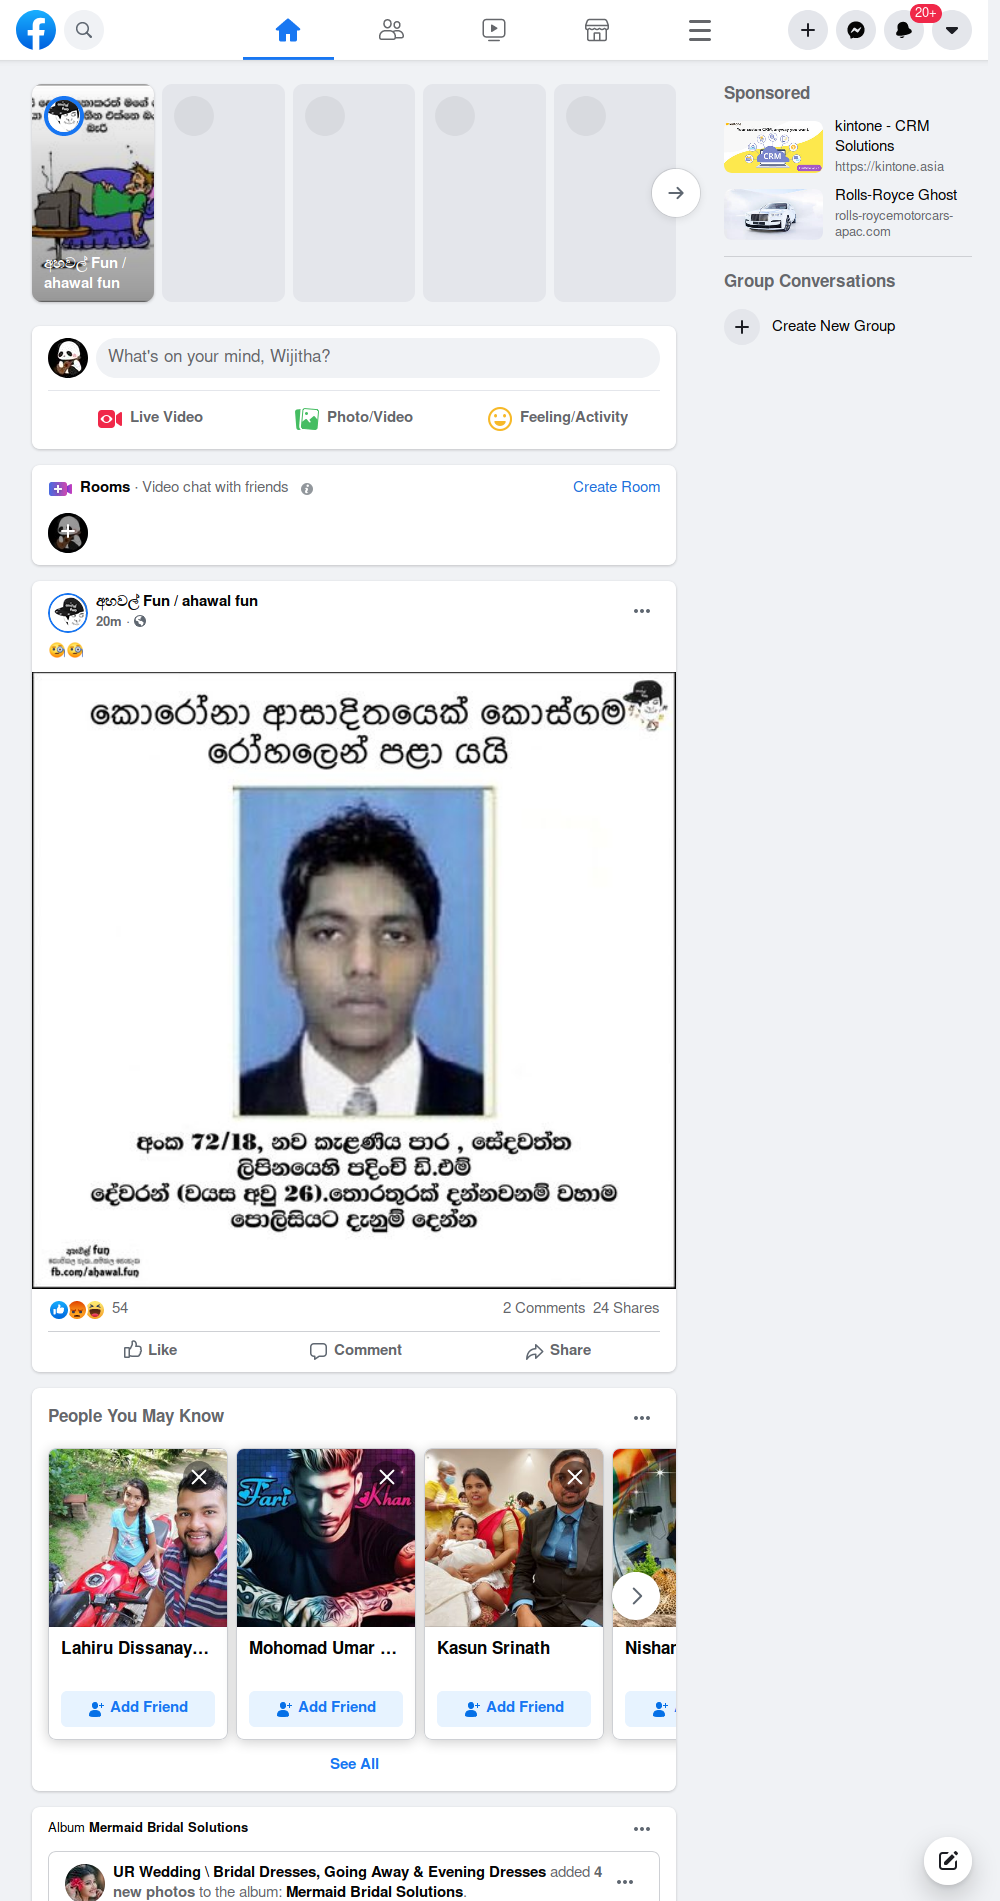 20+
අහවල් Fun /
ahawal fun
Sponsored
kintone - CRM
Solutions
https://kintone.asia
CRM
Rolls-Royce Ghost
rolls-roycemotorcars-
apac.com
Group Conversations
Create New Group
What's on your mind, Wijitha?
Live Video
Photo/Video
Feeling/Activity
Rooms · Video chat with friends
Create Room
අහවල් Fun / ahawal fun
20m ·
කොරෝනා ආසාදිතයෙක් කොස්ගම
රෝහලෙන් පළා යයි
අංක 72/18, නව කැළණිය පාර , සේදවත්ත
ලිපිනයෙහි පදිංචි ඩී.එම්
දේවරන් (වයස අවු 26).තොරතුරක් දන්නවනම් වහාම
පොලිසියට දැනුම් දෙන්න
අහවල් fun
fb.com/ahawal.fun
54
2 Comments 24 Shares
Like
Comment
Share
People You May Know
Fari Khan
Lahiru Dissanay...
Mohomad Umar ...
Kasun Srinath
Nishar
Add Friend
Add Friend
Add Friend
See All
Album Mermaid Bridal Solutions
UR Wedding \ Bridal Dresses, Going Away & Evening Dresses added 4
new photos to the album: Mermaid Bridal Solutions.